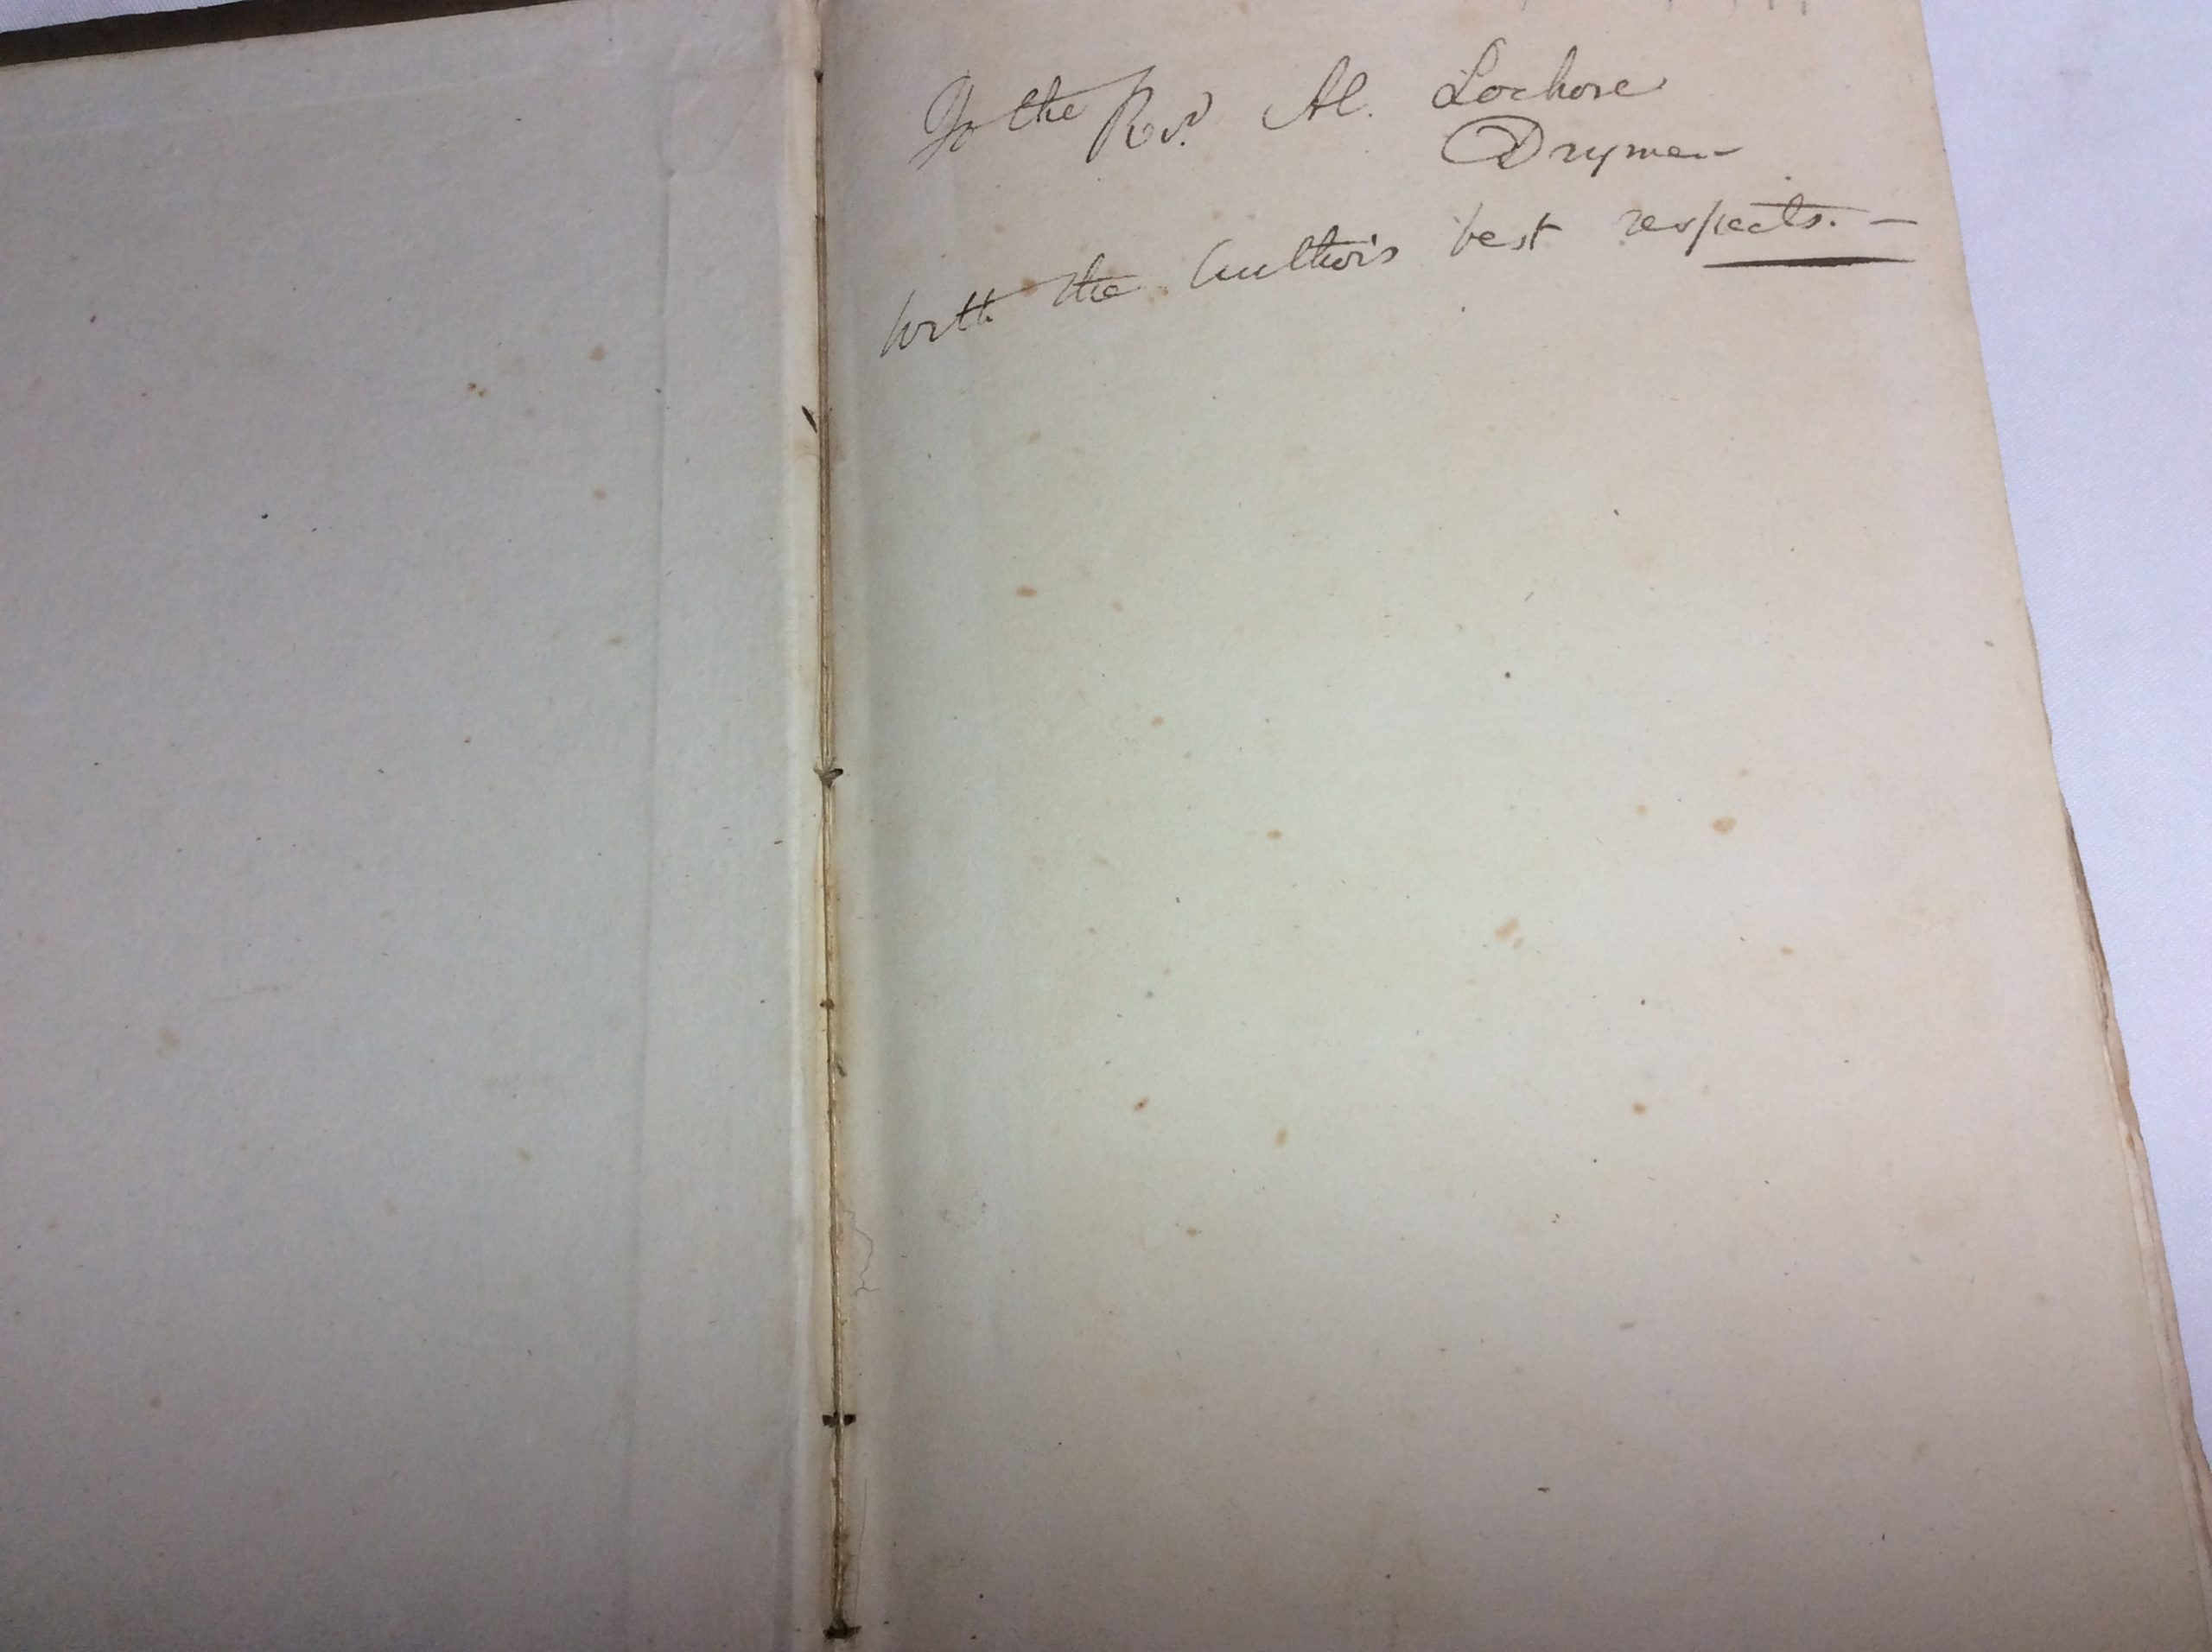 To the Revd. Al. Lochore
Drymen
With the Author's best respects. —